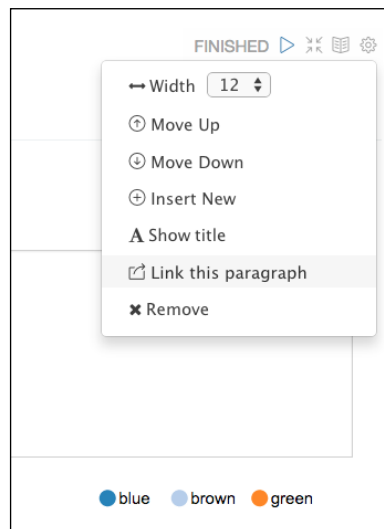 FINISHED
Width 12
Move Up
Move Down
Insert New
A Show title
Link this paragraph
Remove
blue brown green